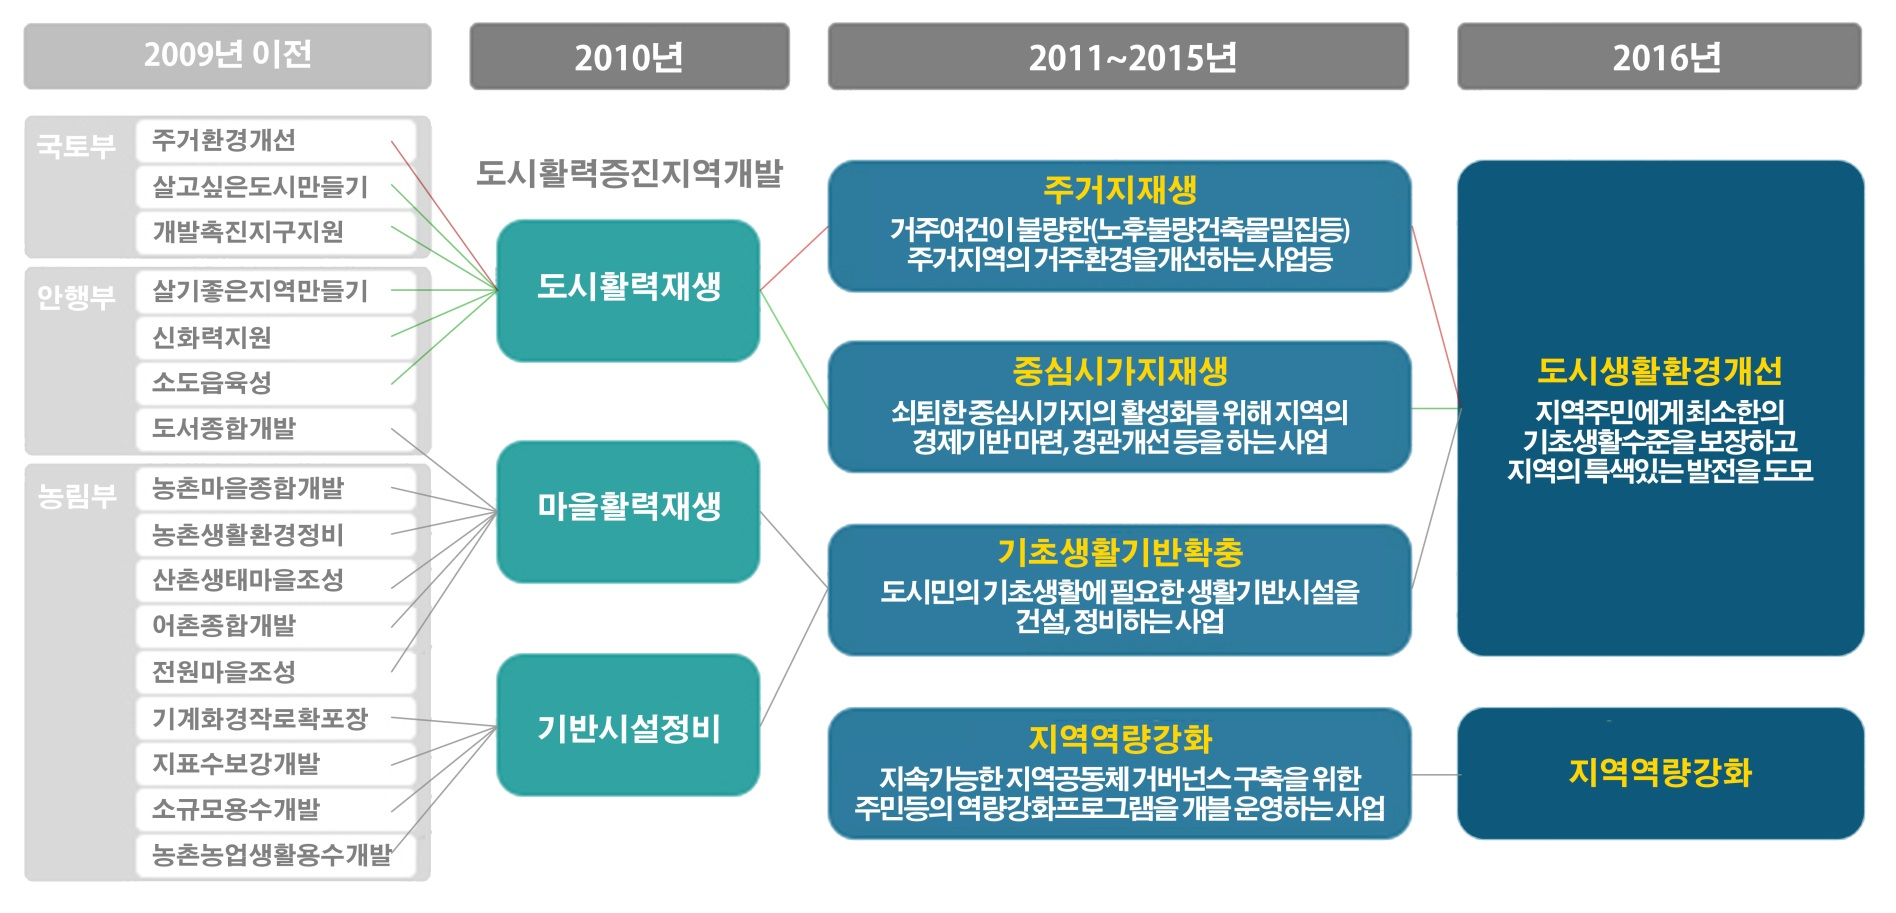 2009년 이전
국토부
주거환경개선
살고싶은도시만들기
개발촉진지구지원
안행부
살기좋은지역만들기
신화력지원
소도읍육성
도서종합개발
농림부
농촌마을종합개발
농촌생활환경정비
산촌생태마을조성
어촌종합개발
전원마을조성
기계화경작로확포장
지표수보강개발
소규모용수개발
농촌농업생활용수개발
2010년
도시활력증진지역개발
도시활력재생
마을활력재생
기반시설정비
2011~2015년
주거지재생
거주여건이 불량한(노후불량건축물밀집등)
주거지역의 거주환경을개선하는 사업등
중심시가지재생
쇠퇴한 중심시가지의 활성화를 위해 지역의
경제기반 마련, 경관개선 등을 하는 사업
기초생활기반확충
도시민의 기초생활에 필요한 생활기반시설을
건설, 정비하는 사업
지역역량강화
지속가능한 지역공동체 거버넌스 구축을 위한
주민등의 역량강화프로그램을 개블 운영하는 사업
2016년
도시생활환경개선
지역주민에게 최소한의
기초생활수준을 보장하고
지역의 특색있는 발전을 도모
지역역량강화